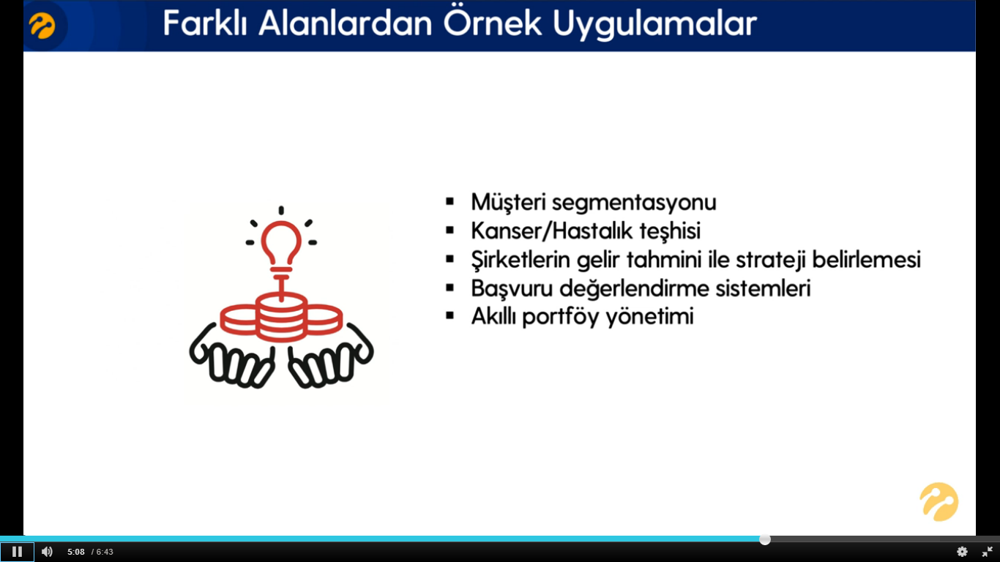 Farklı Alanlardan Örnek Uygulamalar
▪ Müşteri segmentasyonu
▪ Kanser/Hastalık teşhisi
▪ Şirketlerin gelir tahmini ile strateji belirlemesi
▪ Başvuru değerlendirme sistemleri
▪ Akıllı portföy yönetimi
5:08 / 6:43